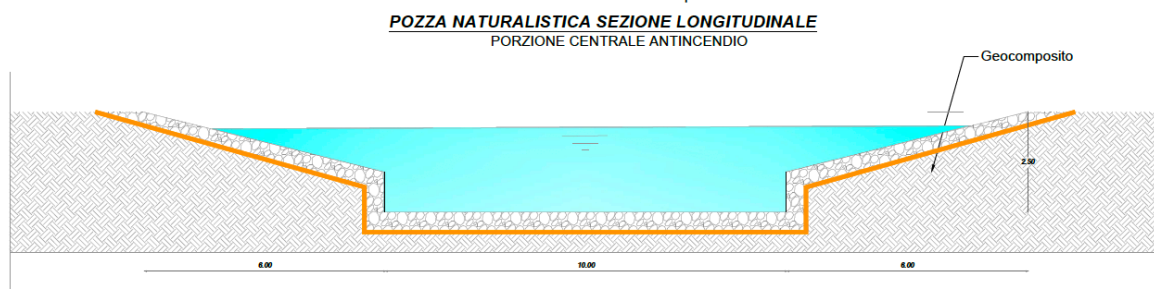 POZZA NATURALISTICA SEZIONE LONGITUDINALE
PORZIONE CENTRALE ANTINCENDIO
Geocomposito
2.50
6.00 10.00 6.00